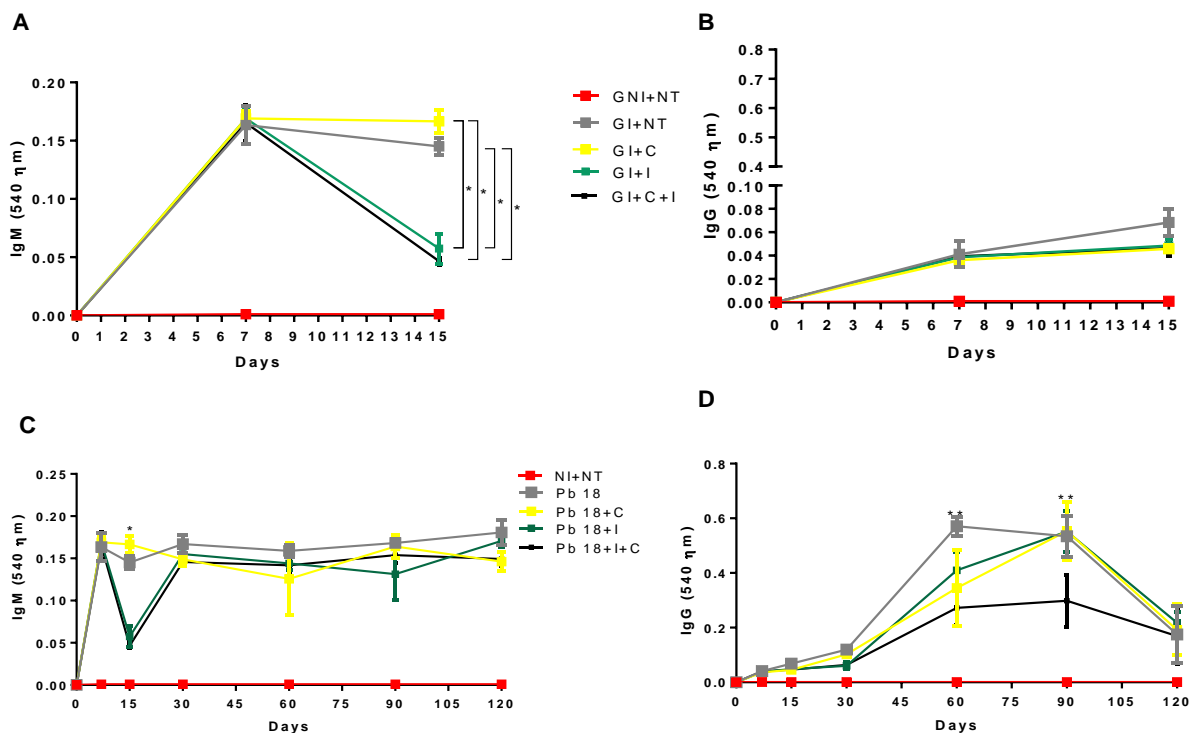 A
IgM (540 ηm)
0.20
0.15
0.10
0.05
0.00
0 1 2 3 4 5 6 7 8 9 10 11 12 13 14 15
Days
* * * *
GNI+NT
GI+NT
GI+C
GI+I
GI+C+I
B
IgG (540 ηm)
0.8
0.7
0.6
0.5
0.4
0.10
0.08
0.06
0.04
0.02
0.00
0 1 2 3 4 5 6 7 8 9 10 11 12 13 14 15
Days
C
IgM (540 ηm)
0.25
0.20
0.15
0.10
0.05
0.00
*
0 15 30 45 60 75 90 105 120
Days
NI+NT
Pb 18
Pb 18+C
Pb 18+I
Pb 18+I+C
D
IgG (540 ηm)
0.8
0.6
0.4
0.2
0.0
** **
0 15 30 45 60 75 90 105 120
Days